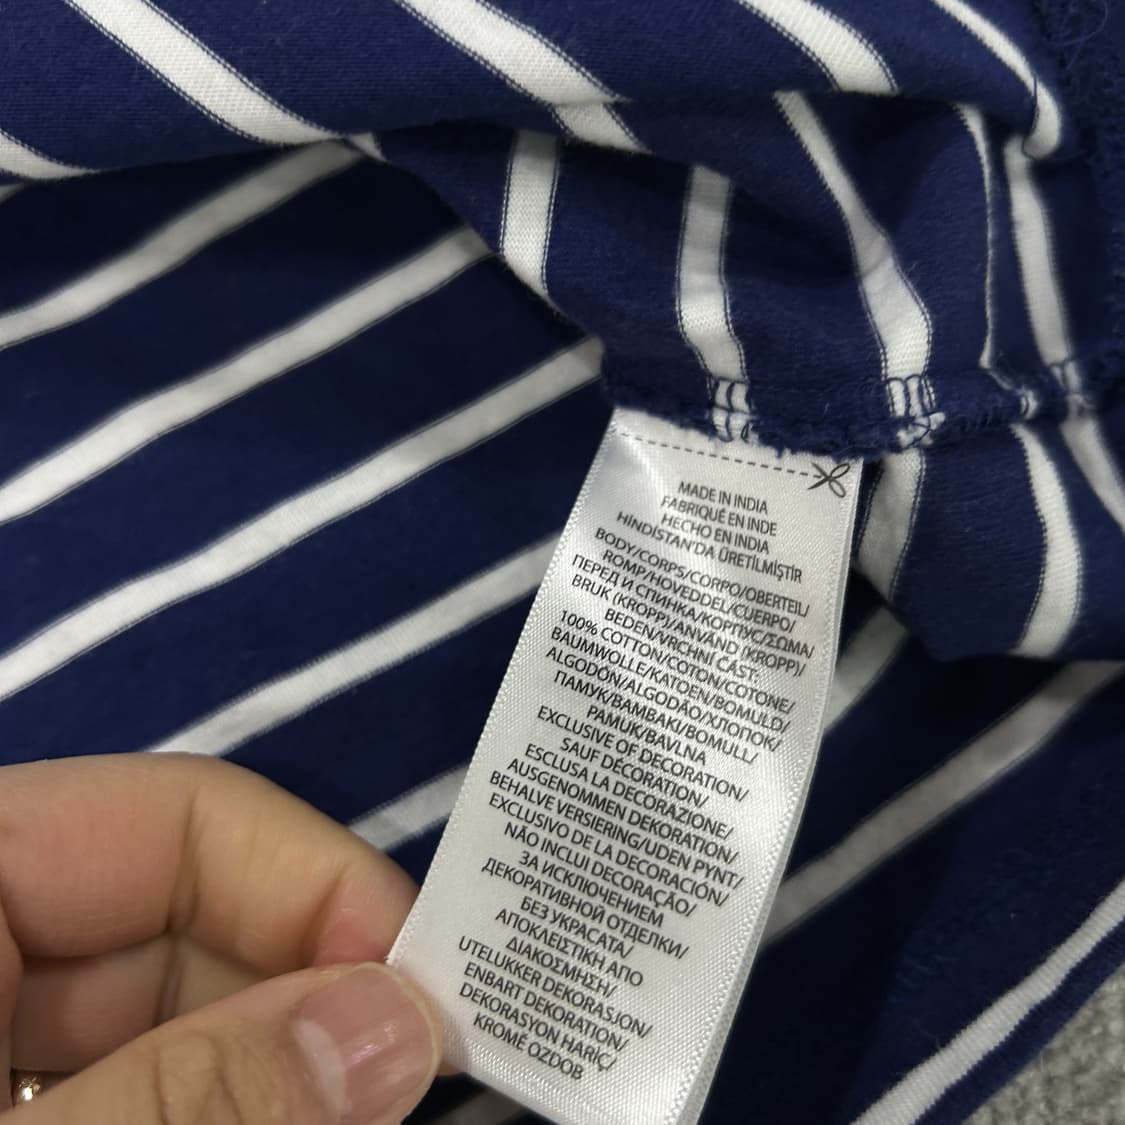 MADE IN INDIA
FABRIQUÉ EN INDE
HECHO EN INDIA
HİNDİSTAN'DA ÜRETİLMİŞTİR
BODY/CORPS/CORPO/OBERTEIL/
ROMP/HOVEDDEL/CUERPO/
ПЕРЕД И СПИНКА/КОРПУС/ΣΩΜΑ/
BRUK (KROPP)/ANVÄND (KROPP)/
BEDEN/VRCHNÍ ČÁST:
100% COTTON/COTON/COTONE/
BAUMWOLLE/KATOEN/BOMULD/
ALGODÓN/ALGODÃO/ХЛОПОК/
ПАМУК/BAMBAKI/BOMULL/
PAMUK/BAVLNA
EXCLUSIVE OF DECORATION/
SAUF DÉCORATION/
ESCLUSA LA DECORAZIONE/
AUSGENOMMEN DEKORATION/
BEHALVE VERSIERING/UDEN PYNT/
EXCLUSIVO DE LA DECORACIÓN/
NÃO INCLUI DECORAÇÃO/
ЗА ИСКЛЮЧЕНИЕМ
ДЕКОРАТИВНОЙ ОТДЕЛКИ/
БЕЗ УКРАСАТА/
ΑΠΟΚΛΕΙΣΤΙΚΗ ΑΠΟ
ΔΙΑΚΟΣΜΗΣΗ/
UTELUKKER DEKORASJON/
ENBART DEKORATION/
DEKORASYON HARİÇ/
KROMĚ OZDOB